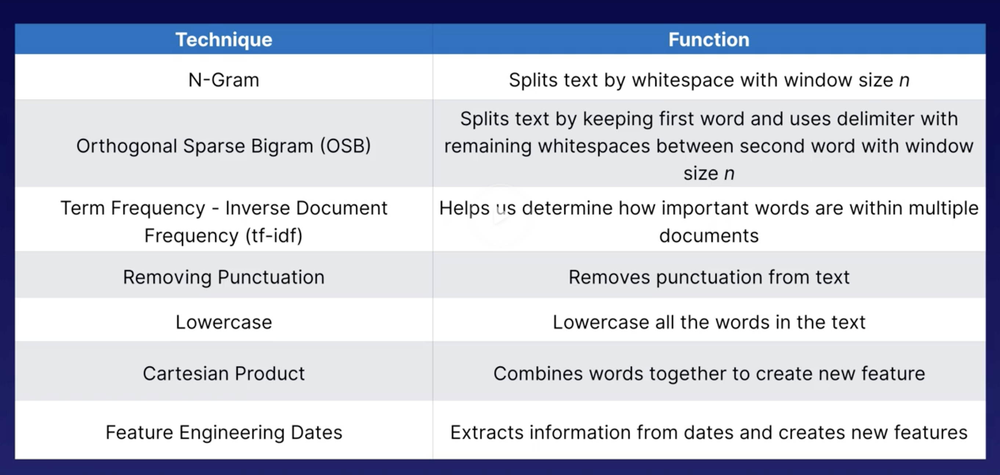 Technique
Function
N-Gram
Splits text by whitespace with window size n
Orthogonal Sparse Bigram (OSB)
Splits text by keeping first word and uses delimiter with
remaining whitespaces between second word with window
size n
Term Frequency - Inverse Document
Frequency (tf-idf)
Helps us determine how important words are within multiple
documents
Removing Punctuation
Removes punctuation from text
Lowercase
Lowercase all the words in the text
Cartesian Product
Combines words together to create new feature
Feature Engineering Dates
Extracts information from dates and creates new features